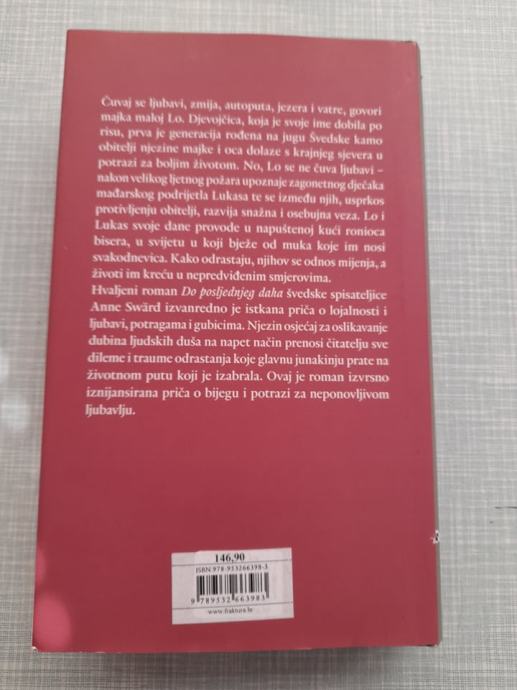 Čuvaj se ljubavi, zmija, autoputa, jezera i vatre, govori
majka maloj Lo. Djevojčica, koja je svoje ime dobila po
risu, prva je generacija rođena na jugu Švedske kamo
obitelji njezine majke i oca dolaze s krajnjeg sjevera u
potrazi za boljim životom. No, Lo se ne čuva ljubavi –
nakon velikog ljetnog požara upoznaje zagonetnog dječaka
mađarskog podrijetla Lukasa te se između njih, usprkos
protivljenju obitelji, razvija snažna i osebujna veza. Lo i
Lukas svoje dane provode u napuštenoj kući ronioca
bisera, u svijetu u koji bježe od muka koje im nosi
svakodnevica. Kako odrastaju, njihov se odnos mijenja, a
životi im kreću u nepredviđenim smjerovima.
Hvaljeni roman Do posljednjeg daha švedske spisateljice
Anne Swärd izvanredno je istkana priča o lojalnosti i
ljubavi, potragama i gubicima. Njezin osjećaj za oslikavanje
dubina ljudskih duša na napet način prenosi čitatelju sve
dileme i traume odrastanja koje glavnu junakinju prate na
životnom putu koji je izabrala. Ovaj je roman izvrsno
iznijansirana priča o bijegu i potrazi za neponovljivom
ljubavlju.
146,90
ISBN 978-953266398-3
9 789532 663983
www.fraktura.hr